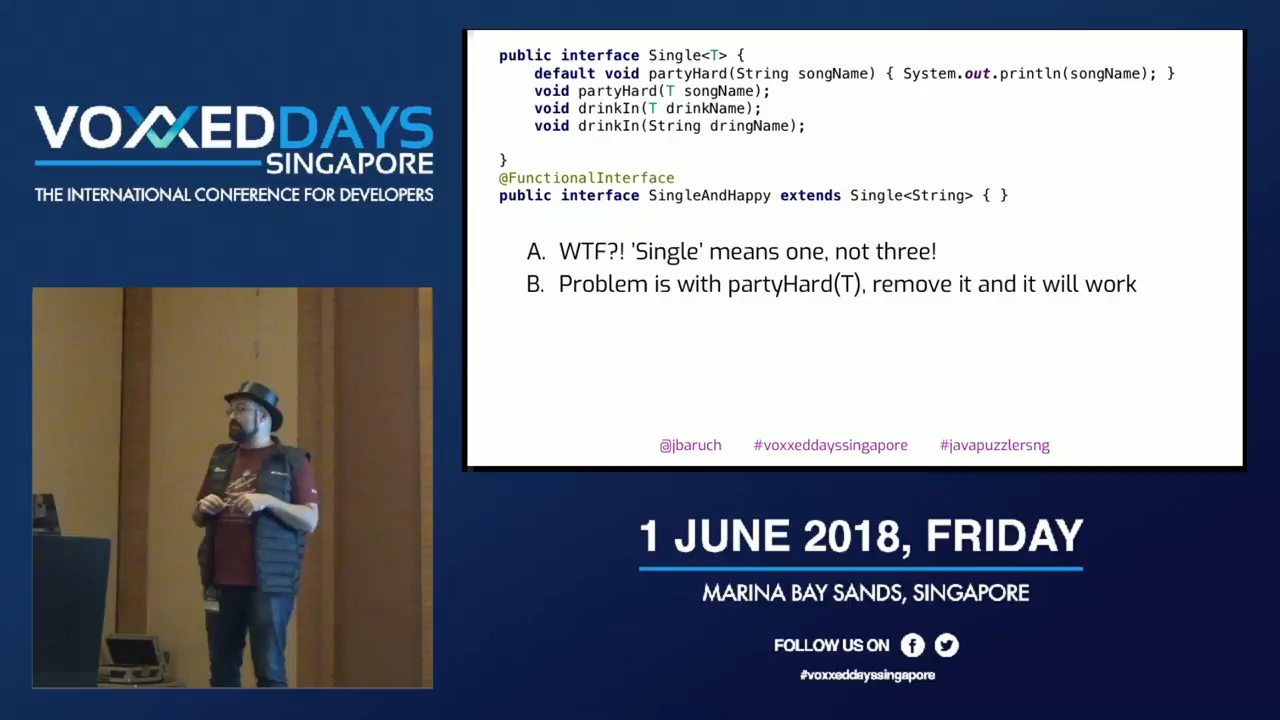 VOXXEDDAYS
SINGAPORE
THE INTERNATIONAL CONFERENCE FOR DEVELOPERS
public interface Single<T> {
default void partyHard(String songName) { System.out.println(songName); }
void partyHard(T songName);
void drinkIn(T drinkName);
void drinkIn(String dringName);
}
@FunctionalInterface
public interface SingleAndHappy extends Single<String> { }
A. WTF?! ’Single’ means one, not three!
B. Problem is with partyHard(T), remove it and it will work
@jbaruch #voxxeddayssingapore #javapuzzlersng
1 JUNE 2018, FRIDAY
MARINA BAY SANDS, SINGAPORE
FOLLOW US ON
#voxxeddayssingapore